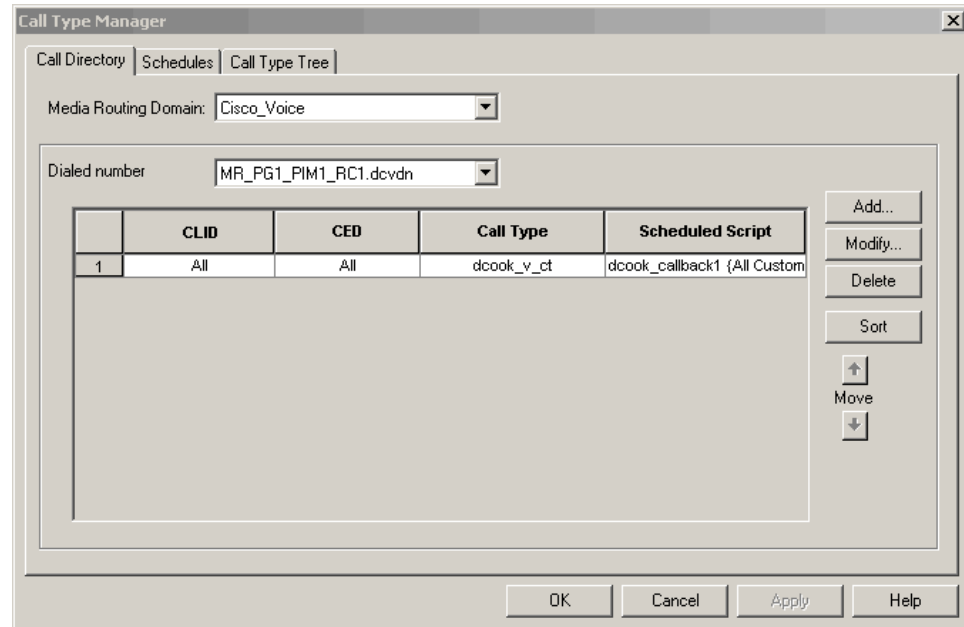 Call Type Manager
Call Directory Schedules Call Type Tree
Media Routing Domain: Cisco_Voice
Dialed number MR_PG1_PIM1_RC1.dcvdn
CLID CED Call Type Scheduled Script
1 All All dcook_v_ct dcook_callback1 {All Custom
Add...
Modify...
Delete
Sort
Move
OK Cancel Apply Help